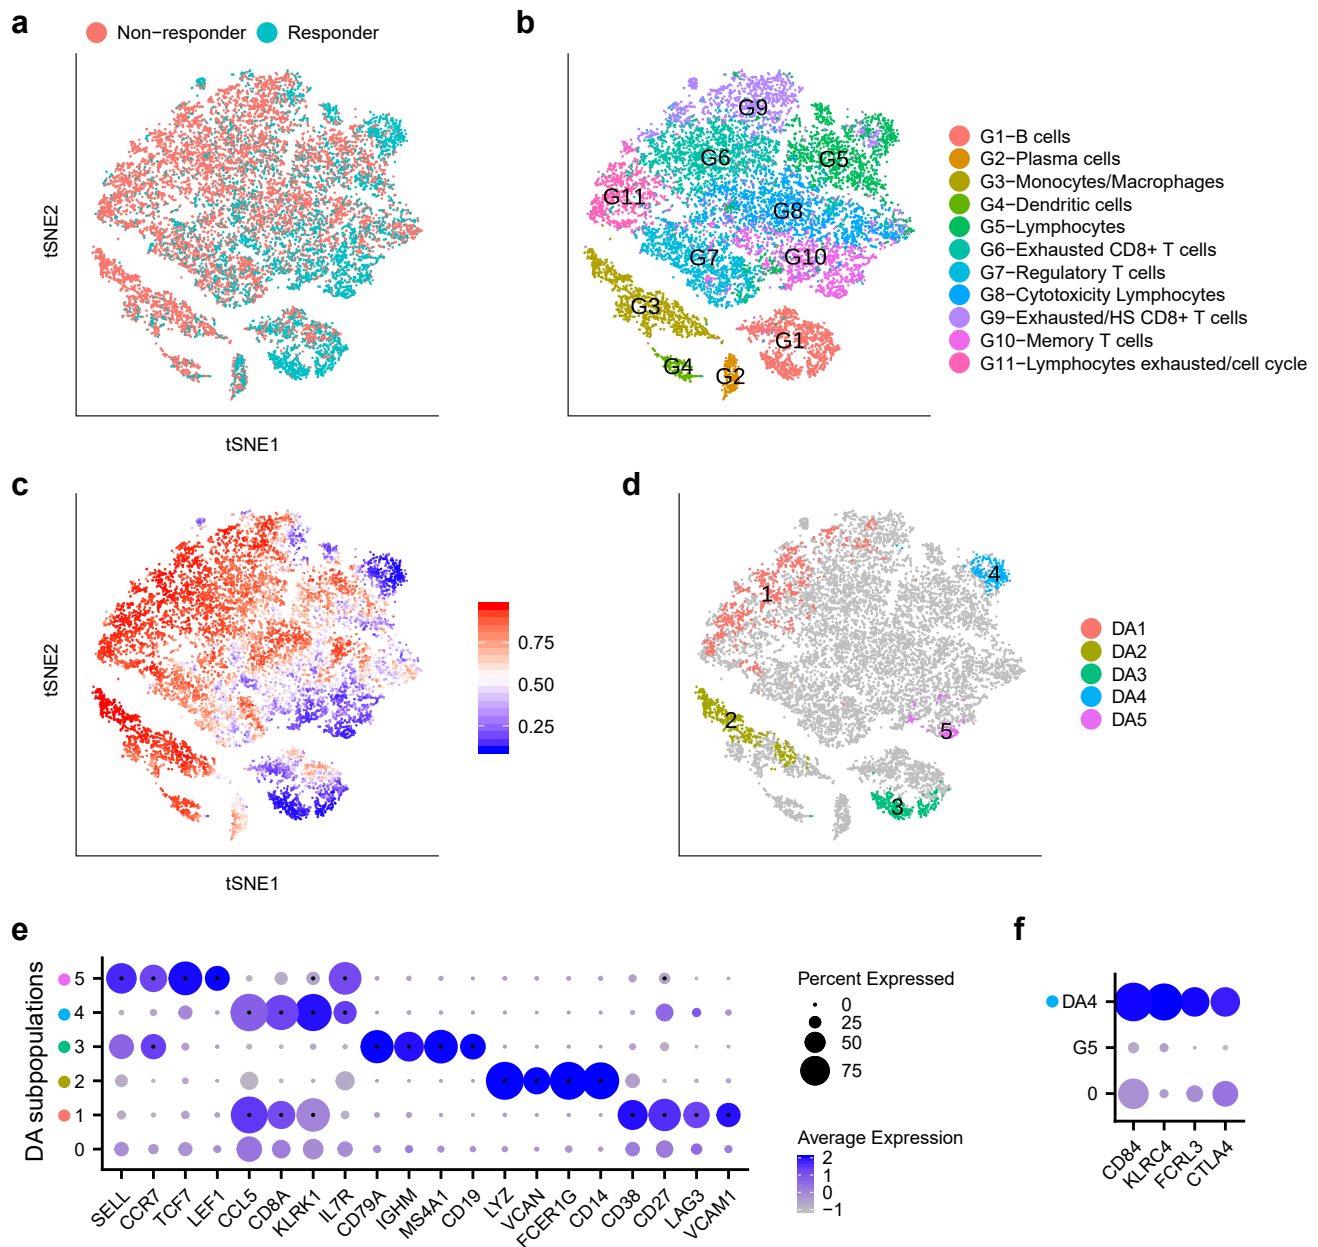 a
Non−responder
Responder
tSNE2
tSNE1
b
G9
G6
G5
G11
G8
G7
G10
G3
G1
G4
G2
G1−B cells
G2−Plasma cells
G3−Monocytes/Macrophages
G4−Dendritic cells
G5−Lymphocytes
G6−Exhausted CD8+ T cells
G7−Regulatory T cells
G8−Cytotoxicity Lymphocytes
G9−Exhausted/HS CD8+ T cells
G10−Memory T cells
G11−Lymphocytes exhausted/cell cycle
c
tSNE2
tSNE1
0.75
0.50
0.25
d
4
1
2
5
3
DA1
DA2
DA3
DA4
DA5
e
DA subpopulations
5
4
3
2
1
0
SELL
CCR7
TCF7
LEF1
CCL5
CD8A
KLRK1
IL7R
CD79A
IGHM
MS4A1
CD19
LYZ
VCAN
FCER1G
CD14
CD38
CD27
LAG3
VCAM1
Percent Expressed
0
25
50
75
Average Expression
2
1
0
−1
f
DA4
G5
0
CD84
KLRC4
FCRL3
CTLA4